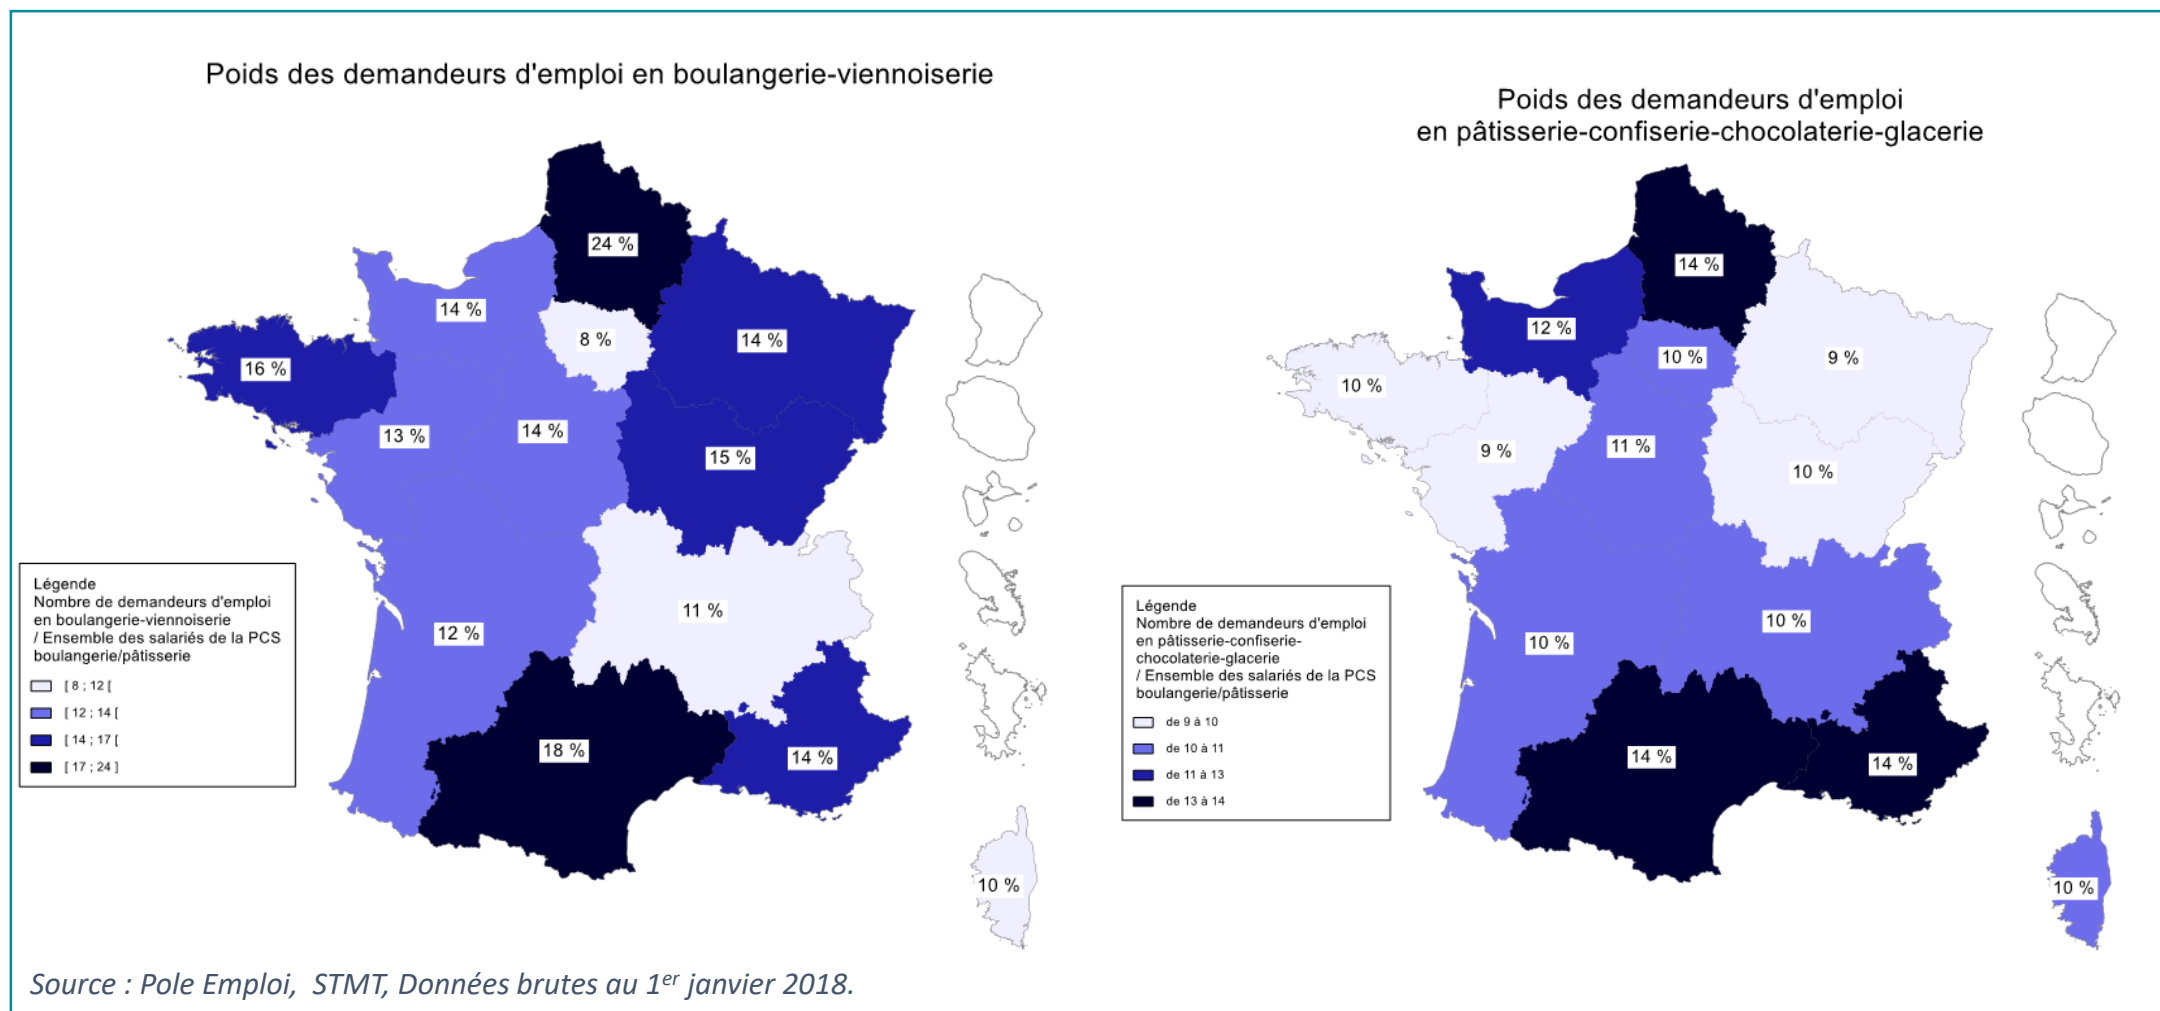 Poids des demandeurs d'emploi en boulangerie-viennoiserie
24 %
14 %
8 %
14 %
16 %
13 %
14 %
15 %
11 %
12 %
18 %
14 %
10 %
Légende
Nombre de demandeurs d'emploi
en boulangerie-viennoiserie
/ Ensemble des salariés de la PCS
boulangerie/pâtisserie
[ 8 ; 12 [
[ 12 ; 14 [
[ 14 ; 17 [
[ 17 ; 24 ]
Poids des demandeurs d'emploi
en pâtisserie-confiserie-chocolaterie-glacerie
14 %
12 %
10 %
9 %
10 %
9 %
11 %
10 %
10 %
10 %
14 %
14 %
10 %
Légende
Nombre de demandeurs d'emploi
en pâtisserie-confiserie-
chocolaterie-glacerie
/ Ensemble des salariés de la PCS
boulangerie/pâtisserie
de 9 à 10
de 10 à 11
de 11 à 13
de 13 à 14
Source : Pole Emploi, STMT, Données brutes au 1er janvier 2018.